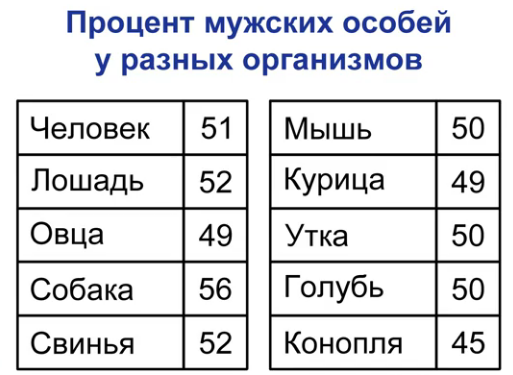 Процент мужских особей
у разных организмов
Человек 51
Лошадь 52
Овца 49
Собака 56
Свинья 52
Мышь 50
Курица 49
Утка 50
Голубь 50
Конопля 45